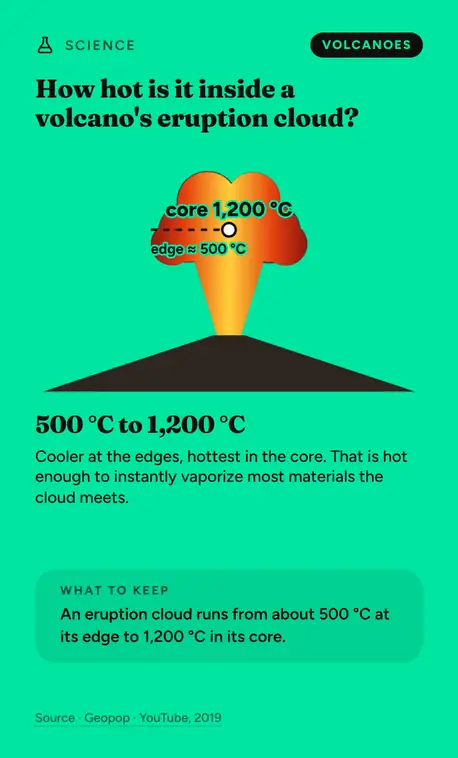 SCIENCE
VOLCANOES
How hot is it inside a
volcano's eruption cloud?
core 1,200 °C
edge ≈ 500 °C
500 °C to 1,200 °C
Cooler at the edges, hottest in the core. That is hot
enough to instantly vaporize most materials the
cloud meets.
WHAT TO KEEP
An eruption cloud runs from about 500 °C at
its edge to 1,200 °C in its core.
Source · Geopop · YouTube, 2019